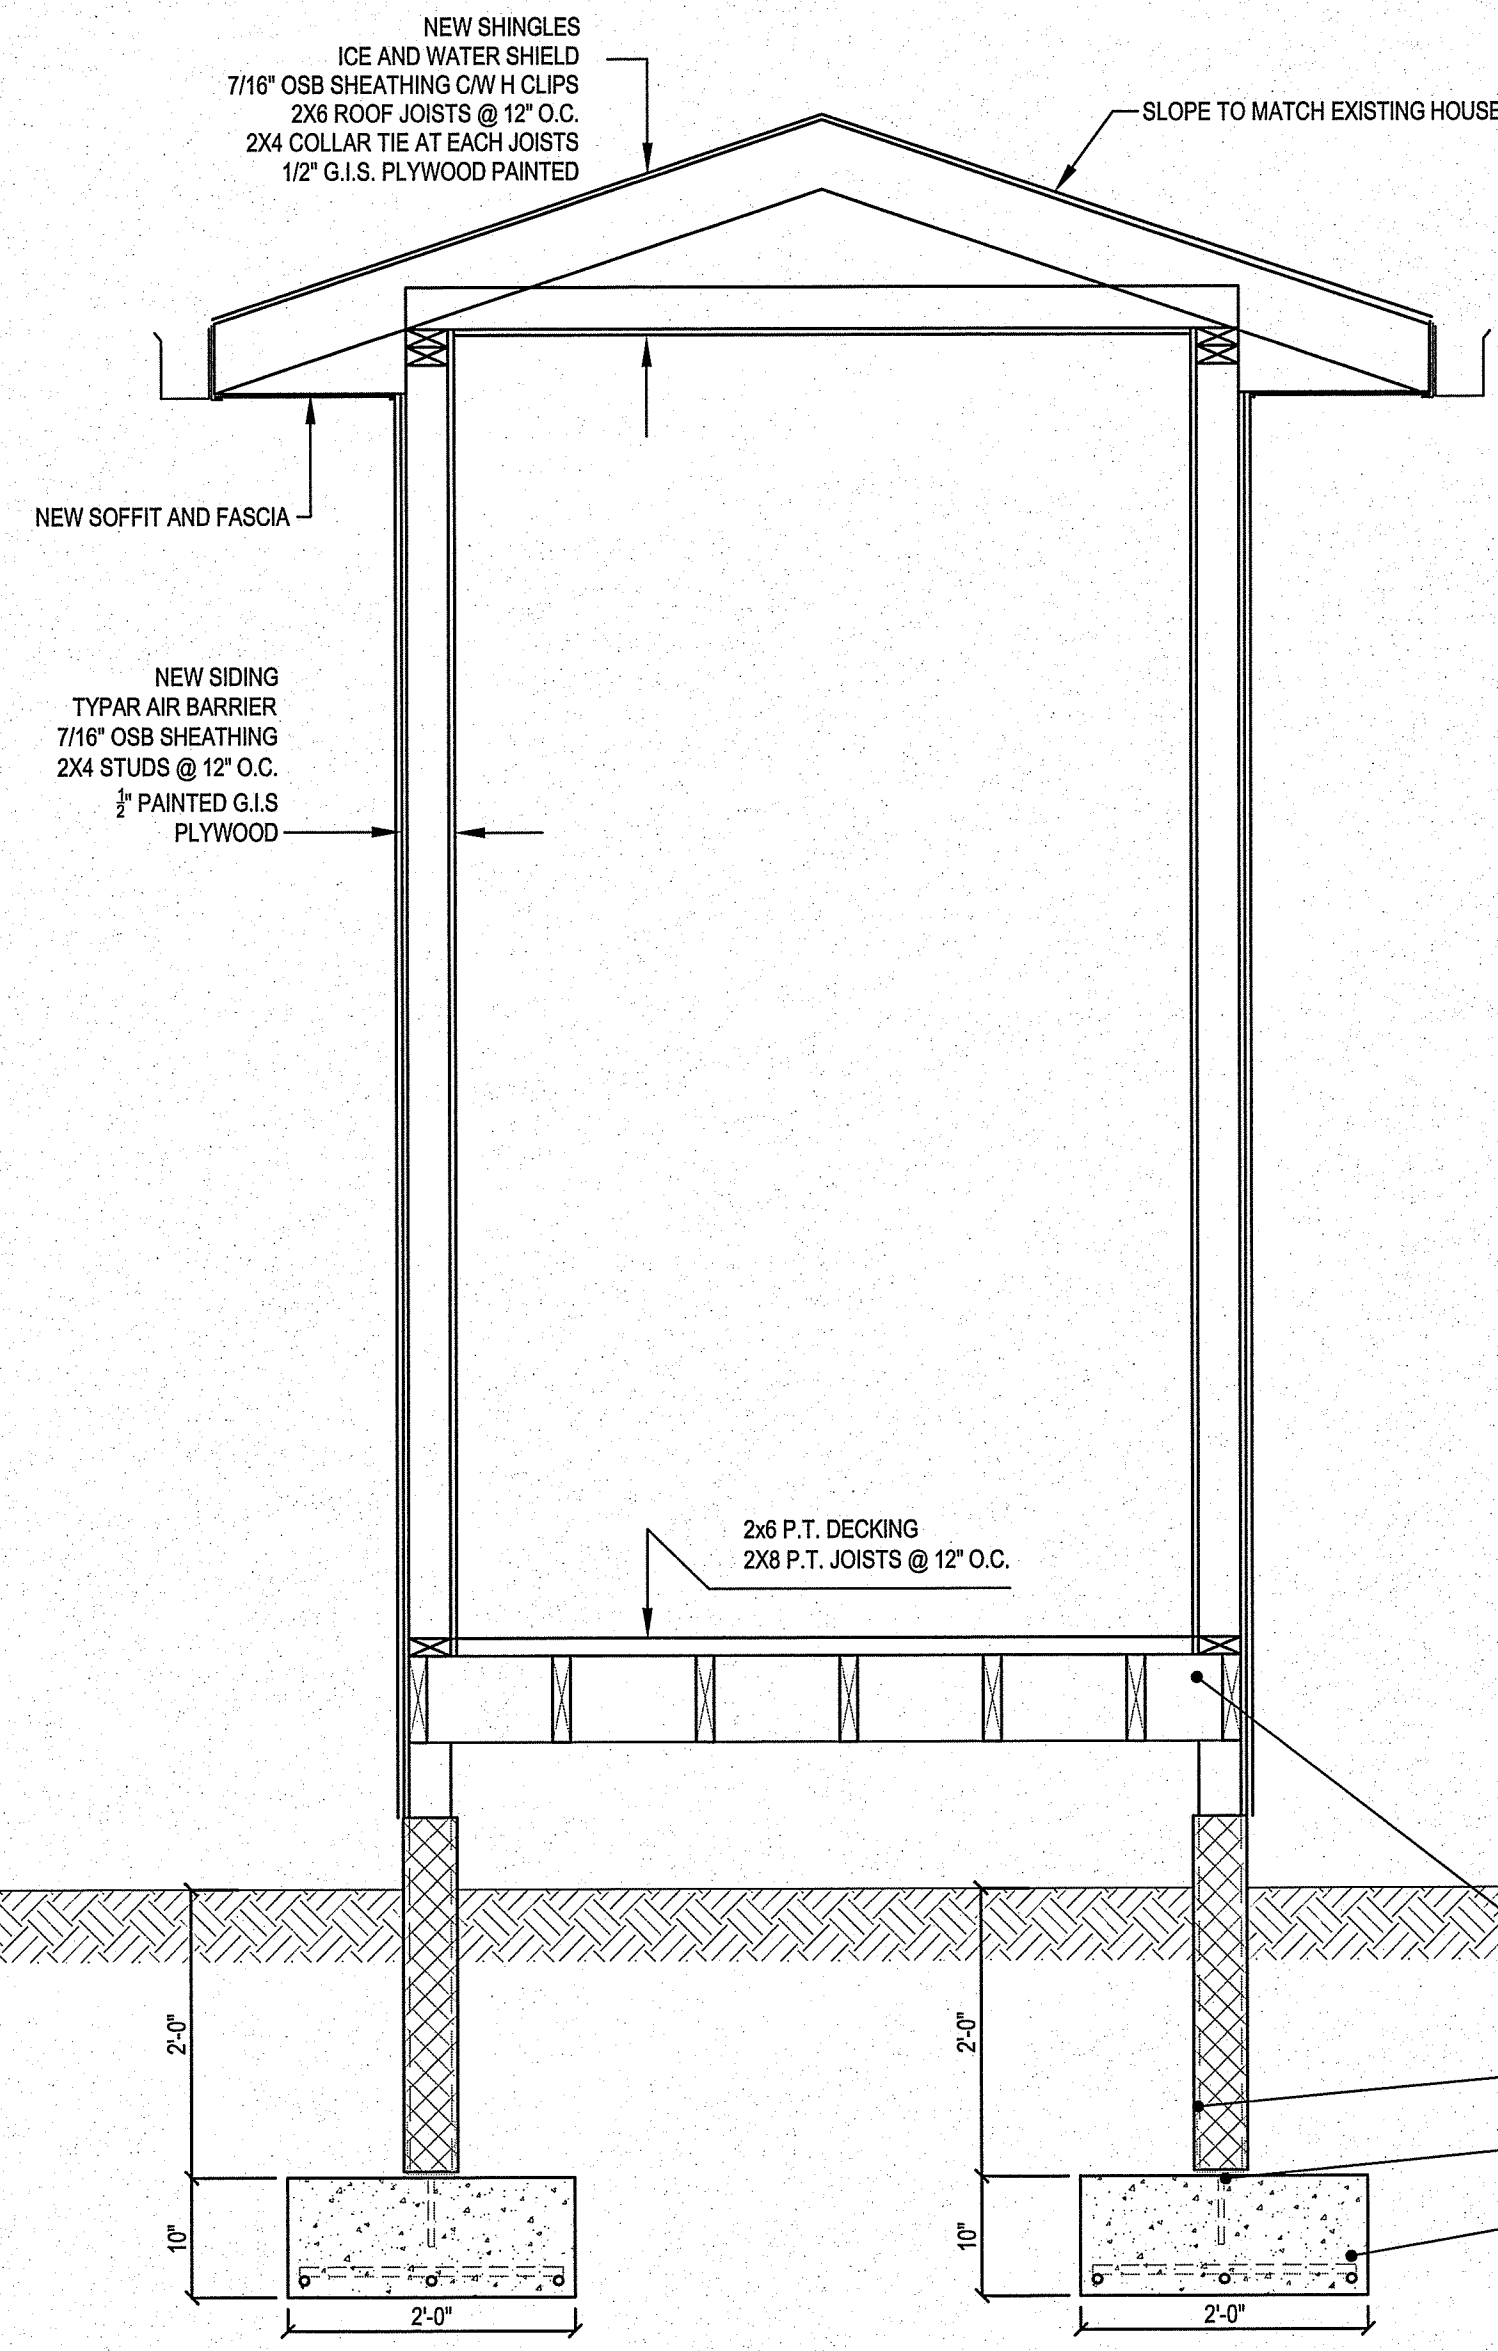 NEW SHINGLES
ICE AND WATER SHIELD
7/16" OSB SHEATHING C/W H CLIPS
2X6 ROOF JOISTS @ 12" O.C.
2X4 COLLAR TIE AT EACH JOISTS
1/2" G.I.S. PLYWOOD PAINTED
SLOPE TO MATCH EXISTING HOUSE
NEW SOFFIT AND FASCIA
NEW SIDING
TYPAR AIR BARRIER
7/16" OSB SHEATHING
2X4 STUDS @ 12" O.C.
1/2" PAINTED G.I.S
PLYWOOD
2x6 P.T. DECKING
2X8 P.T. JOISTS @ 12" O.C.
2'-0"
2'-0"
10"
10"
2'-0"
2'-0"